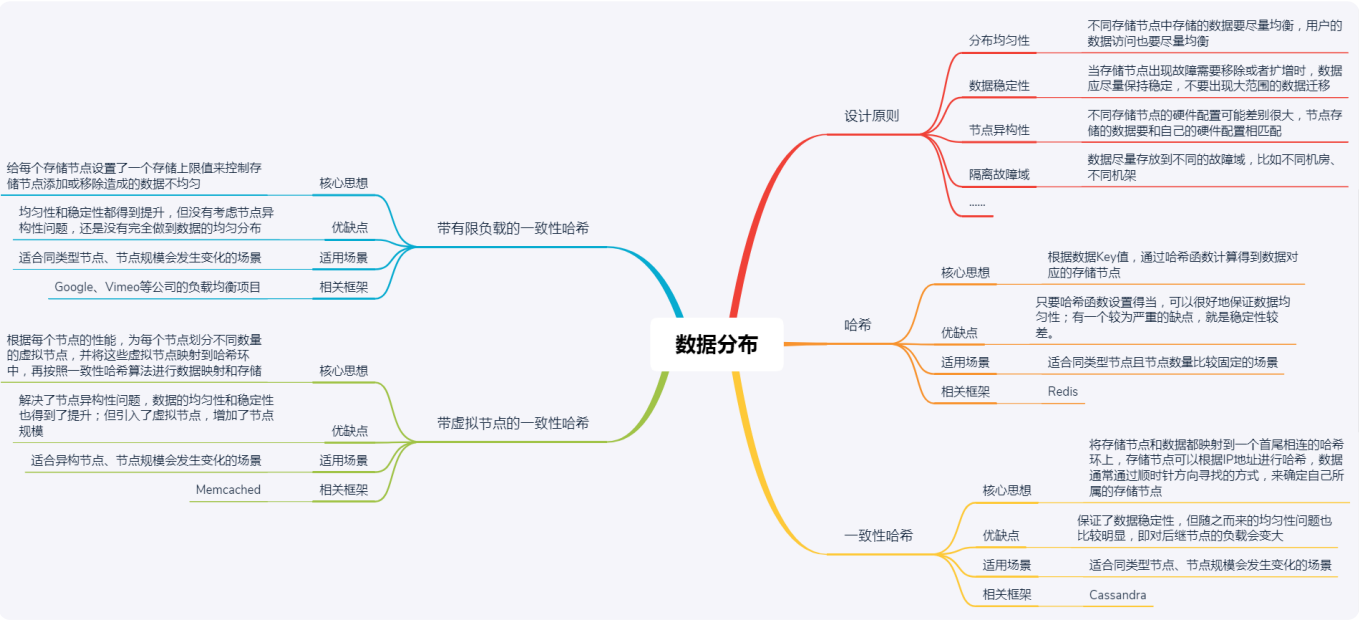 数据分布
设计原则
分布均匀性
不同存储节点中存储的数据要尽量均衡，用户的
数据访问也要尽量均衡
数据稳定性
当存储节点出现故障需要移除或者扩增时，数据
应尽量保持稳定，不要出现大范围的数据迁移
节点异构性
不同存储节点的硬件配置可能差别很大，节点存
储的数据要和自己的硬件配置相匹配
隔离故障域
数据尽量存放到不同的故障域，比如不同机房、
不同机架
......
哈希
核心思想
根据数据Key值，通过哈希函数计算得到数据对
应的存储节点
优缺点
只要哈希函数设置得当，可以很好地保证数据均
匀性；有一个较为严重的缺点，就是稳定性较
差。
适用场景
适合同类型节点且节点数量比较固定的场景
相关框架
Redis
一致性哈希
核心思想
将存储节点和数据都映射到一个首尾相连的哈希
环上，存储节点可以根据IP地址进行哈希，数据
通常通过顺时针方向寻找的方式，来确定自己所
属的存储节点
优缺点
保证了数据稳定性，但随之而来的均匀性问题也
比较明显，即对后继节点的负载会变大
适用场景
适合同类型节点、节点规模会发生变化的场景
相关框架
Cassandra
带有限负载的一致性哈希
核心思想
给每个存储节点设置了一个存储上限值来控制存
储节点添加或移除造成的数据不均匀
优缺点
均匀性和稳定性都得到提升，但没有考虑节点异
构性问题，还是没有完全做到数据的均匀分布
适用场景
适合同类型节点、节点规模会发生变化的场景
相关框架
Google、Vimeo等公司的负载均衡项目
带虚拟节点的一致性哈希
核心思想
根据每个节点的性能，为每个节点划分不同数量
的虚拟节点，并将这些虚拟节点映射到哈希环
中，再按照一致性哈希算法进行数据映射和存储
优缺点
解决了节点异构性问题，数据的均匀性和稳定性
也得到了提升；但引入了虚拟节点，增加了节点
规模
适用场景
适合异构节点、节点规模会发生变化的场景
相关框架
Memcached